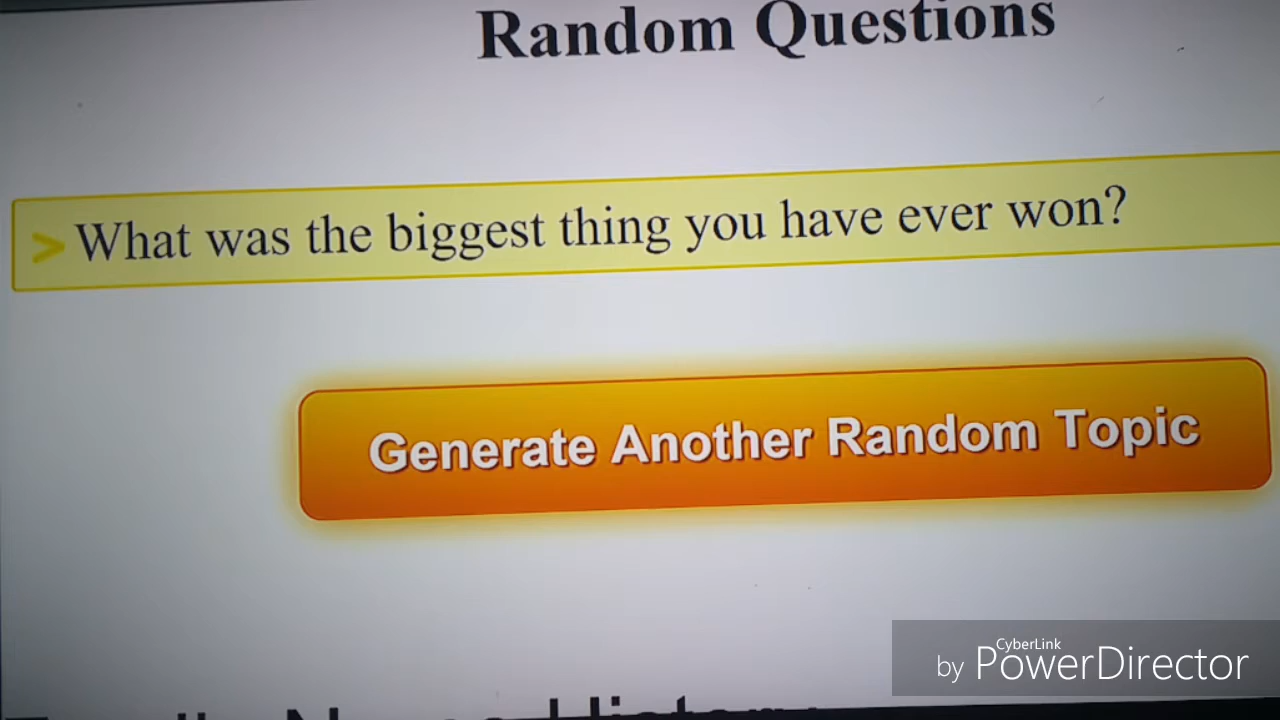 Random Questions
> What was the biggest thing you have ever won?
Generate Another Random Topic
CyberLink
by PowerDirector